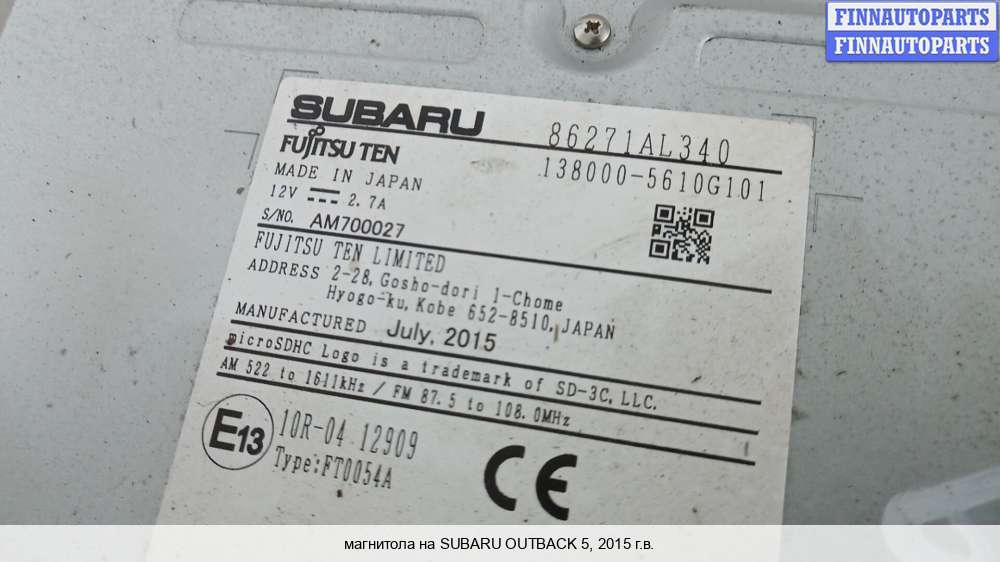 FINNAUTOPARTS
FINNAUTOPARTS
SUBARU 86271AL340
FUJITSU TEN 138000-5610G101
MADE IN JAPAN
12V 2.7A
S/NO. AM700027
FUJITSU TEN LIMITED
ADDRESS 2-28, Gosho-dori 1-Chome
Hyogo-ku, Kobe 652-8510, JAPAN
MANUFACTURED July, 2015
microSDHC Logo is a trademark of SD-3C, LLC.
AM 522 to 1611kHz / FM 87.5 to 108.0MHz
E13 10R-04 12909
Type:FT0054A
CE
магнитола на SUBARU OUTBACK 5, 2015 г.в.